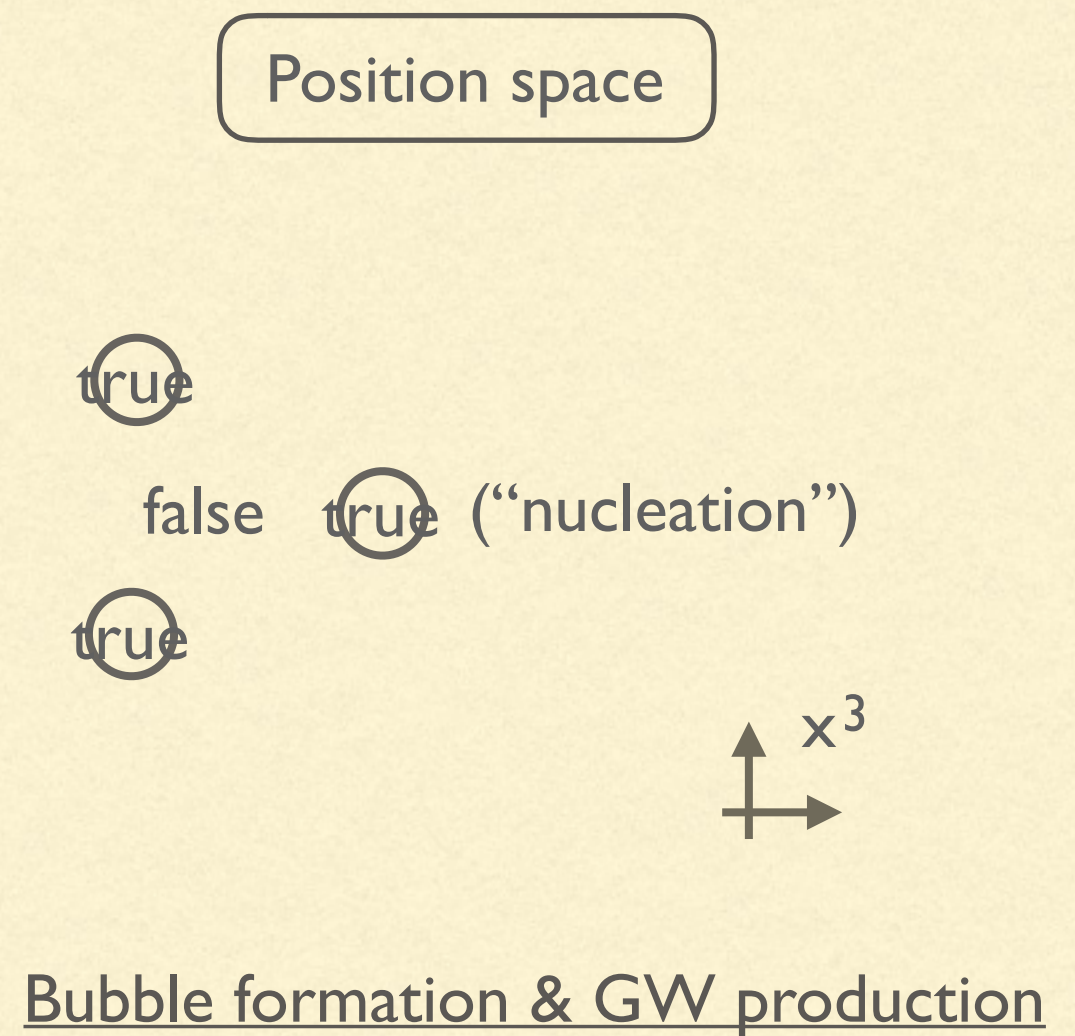 Position space
true
false true (“nucleation”)
true
x³
Bubble formation & GW production